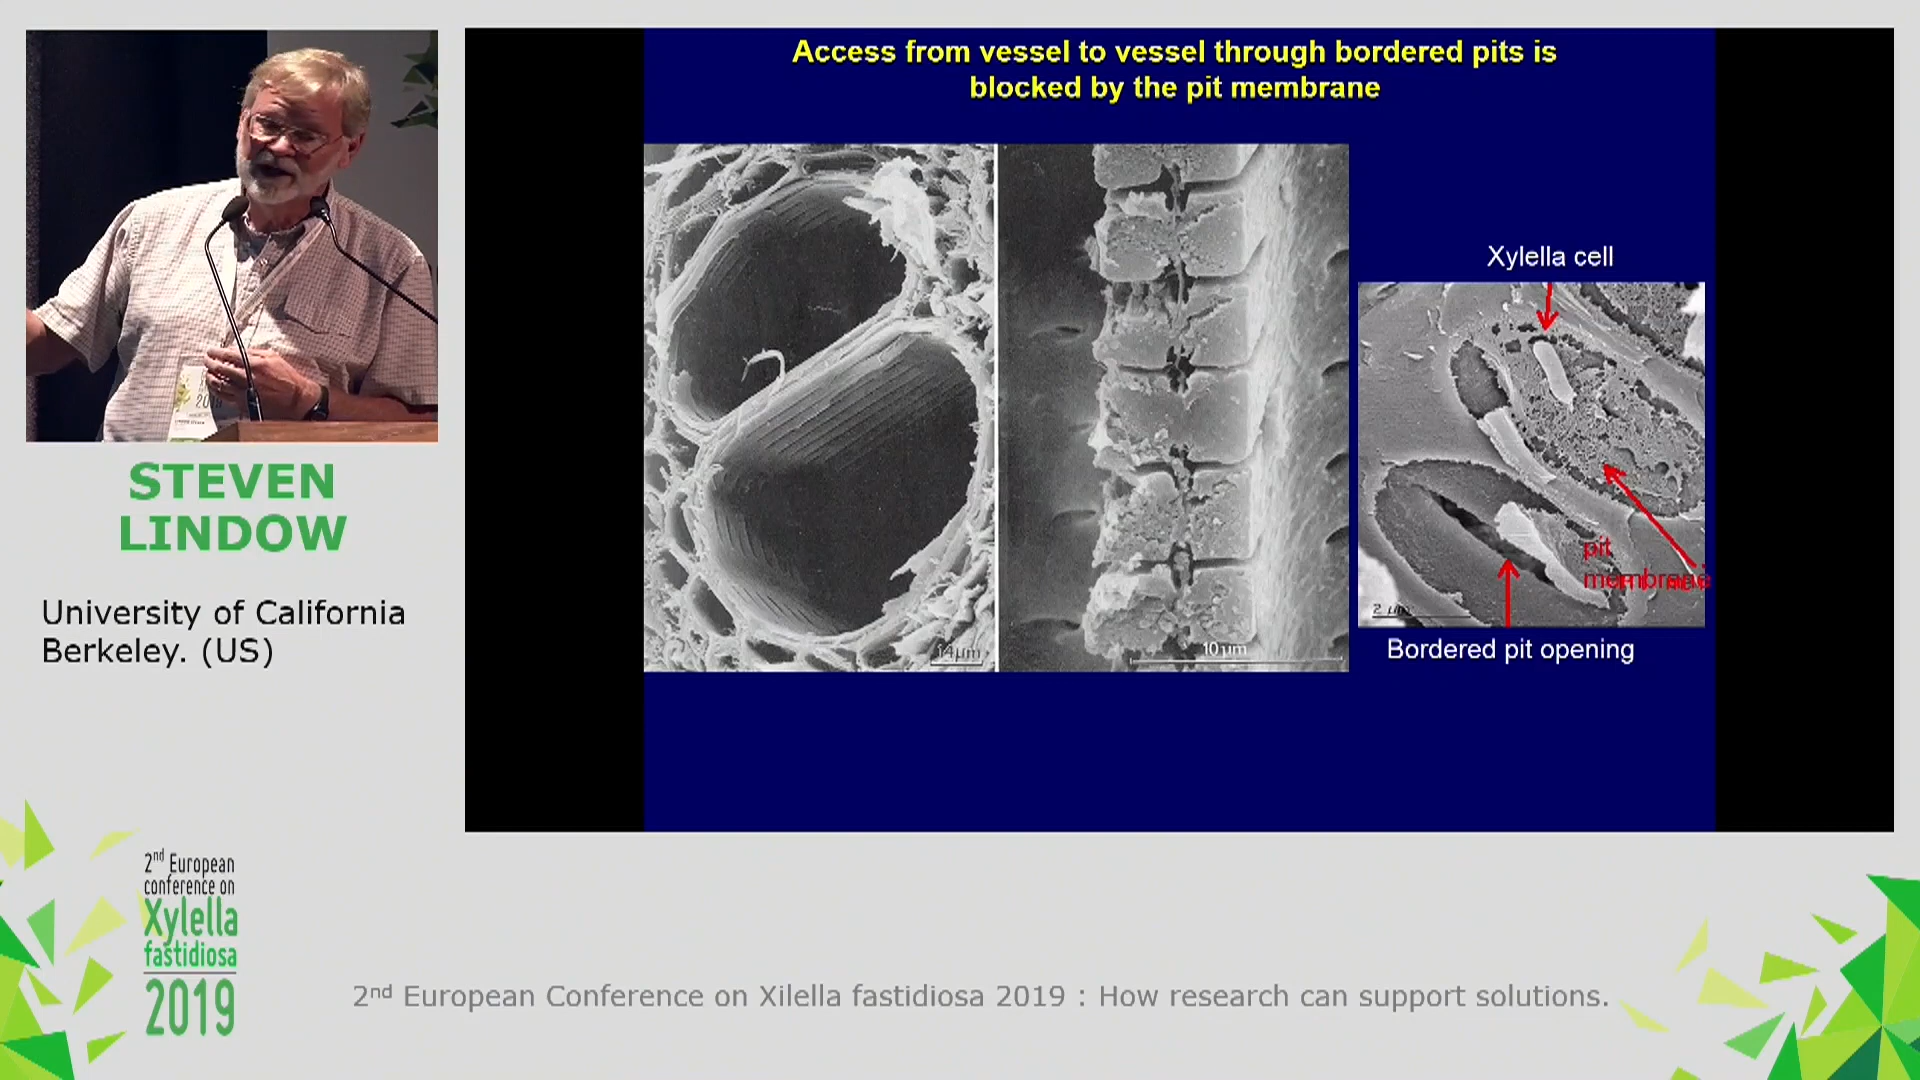 Access from vessel to vessel through bordered pits is
blocked by the pit membrane
Xylella cell
pit
membrane
2 µm
10 µm
Bordered pit opening
STEVEN
LINDOW
University of California
Berkeley. (US)
2nd European
conference on
Xylella
fastidiosa
2019
2nd European Conference on Xilella fastidiosa 2019 : How research can support solutions.